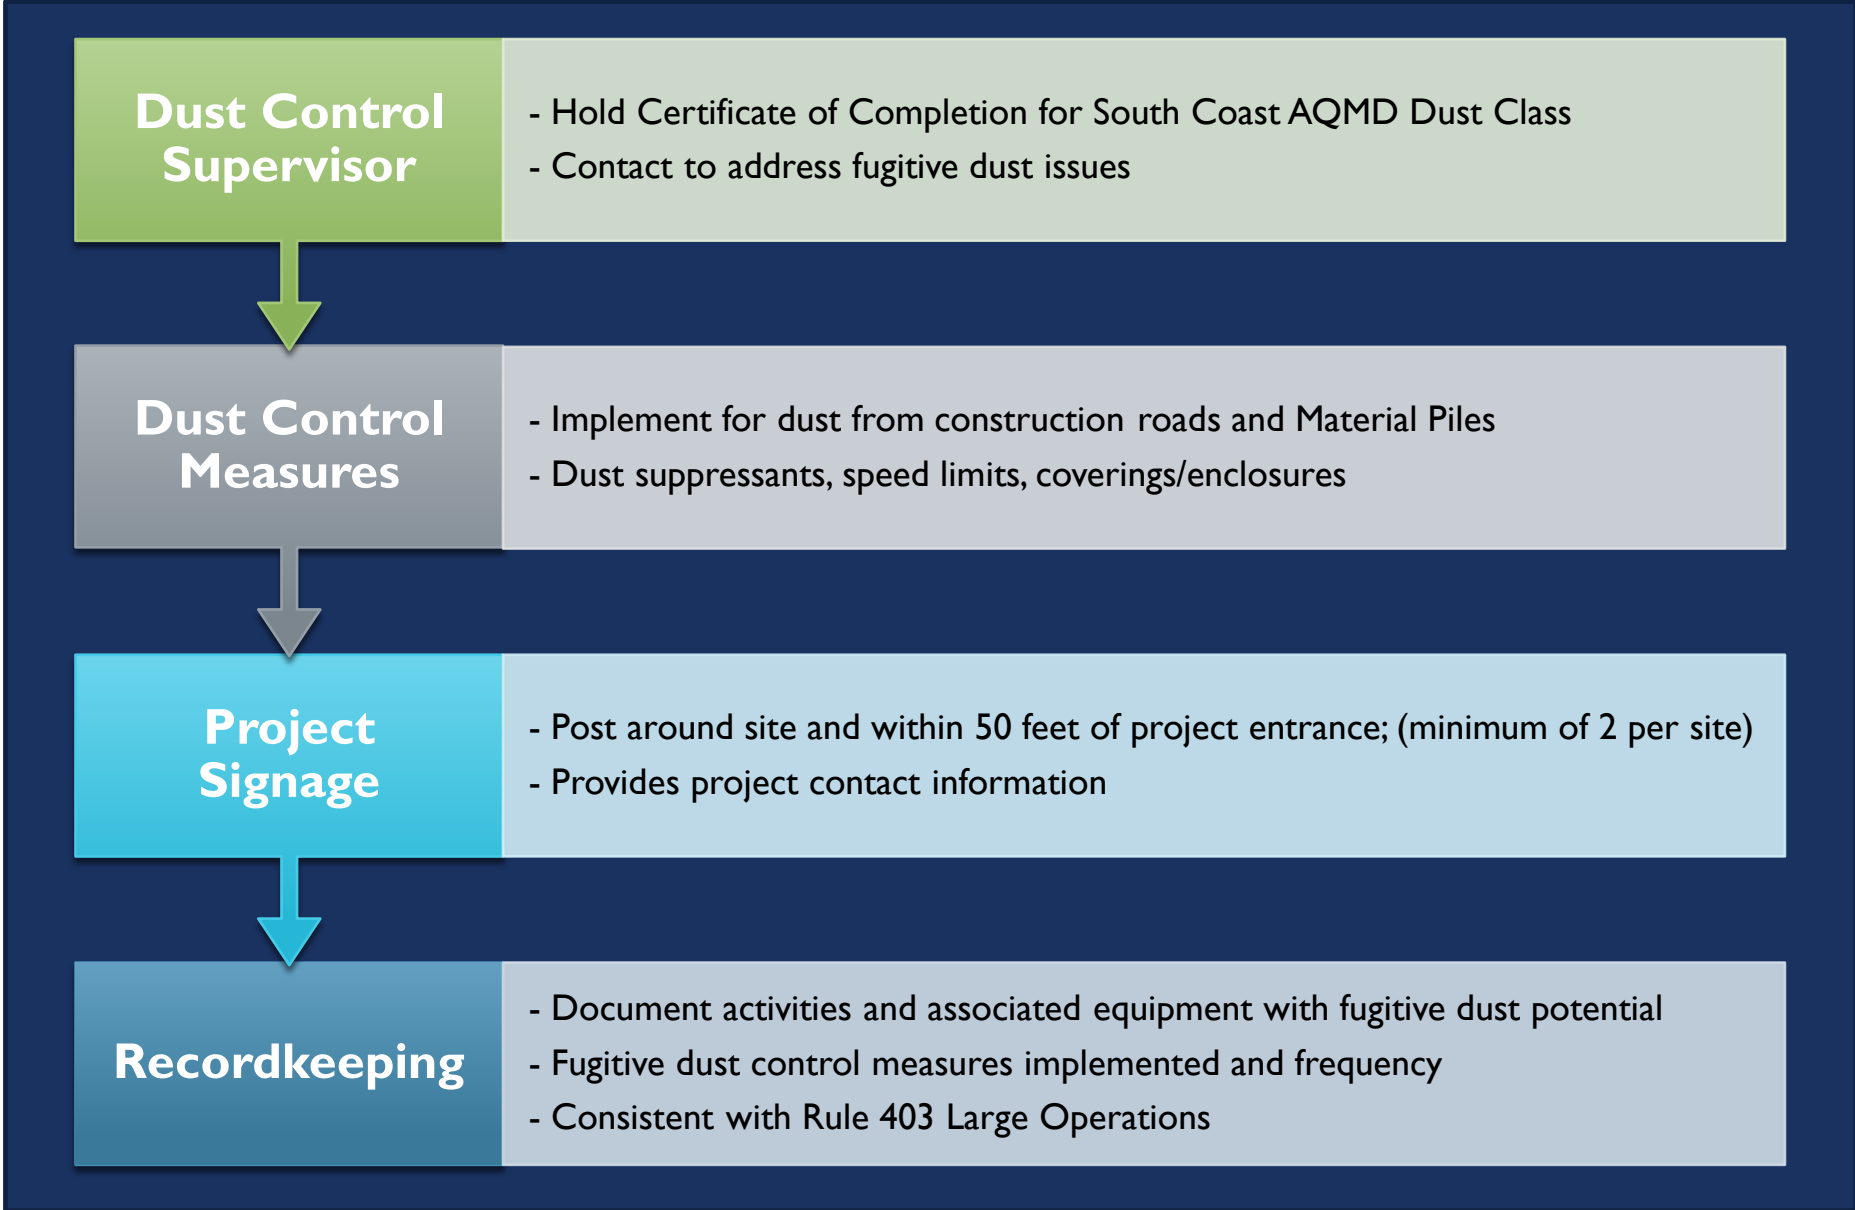 Dust Control
Supervisor
- Hold Certificate of Completion for South Coast AQMD Dust Class
- Contact to address fugitive dust issues
Dust Control
Measures
- Implement for dust from construction roads and Material Piles
- Dust suppressants, speed limits, coverings/enclosures
Project
Signage
- Post around site and within 50 feet of project entrance; (minimum of 2 per site)
- Provides project contact information
Recordkeeping
- Document activities and associated equipment with fugitive dust potential
- Fugitive dust control measures implemented and frequency
- Consistent with Rule 403 Large Operations